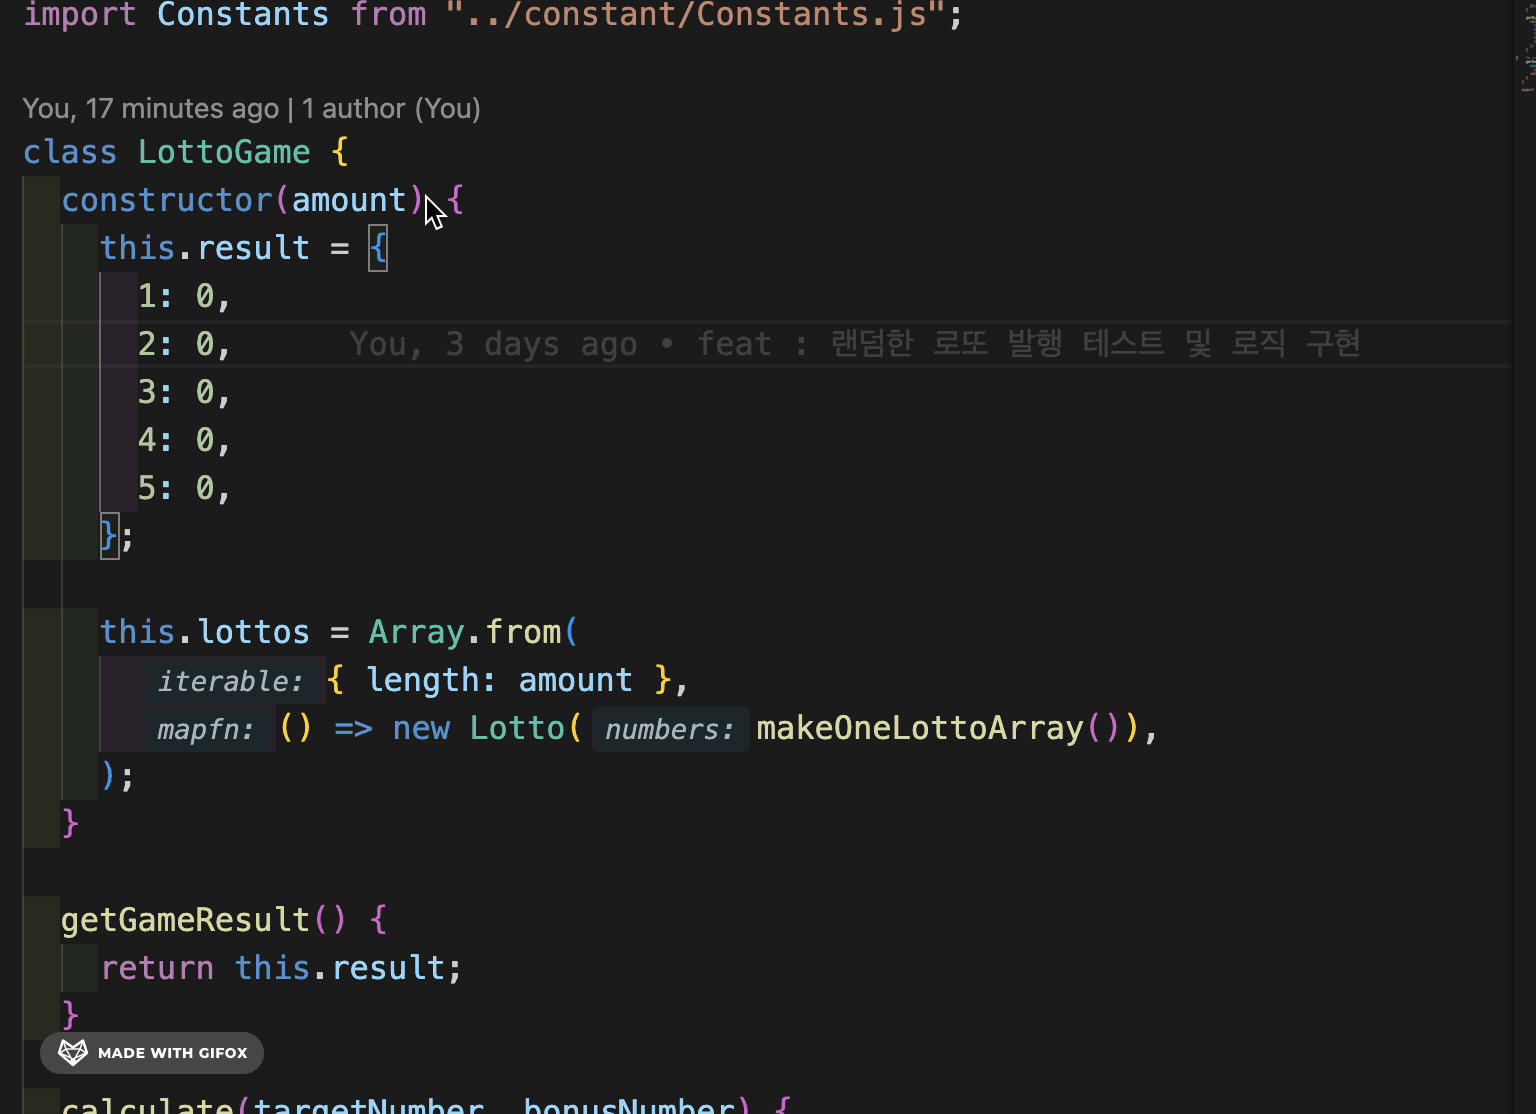 import Constants from "../constant/Constants.js";
You, 17 minutes ago | 1 author (You)
class LottoGame {
constructor(amount) {
this.result = {
1: 0,
2: 0, You, 3 days ago • feat : 랜덤한 로또 발행 테스트 및 로직 구현
3: 0,
4: 0,
5: 0,
};
this.lottos = Array.from(
iterable: { length: amount },
mapfn: () => new Lotto( numbers: makeOneLottoArray()),
);
}
getGameResult() {
return this.result;
}
MADE WITH GIFOX
calculate(targetNumber, bonusNumber) {